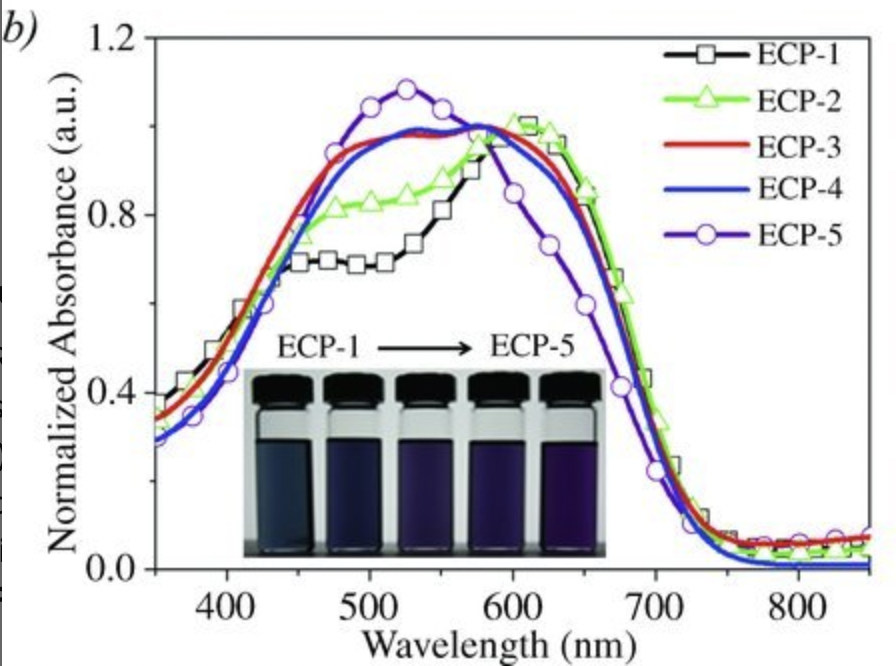 b)
1.2
0.8
0.4
0.0
Normalized Absorbance (a.u.)
ECP-1
ECP-2
ECP-3
ECP-4
ECP-5
ECP-1 ECP-5
400 500 600 700 800
Wavelength (nm)